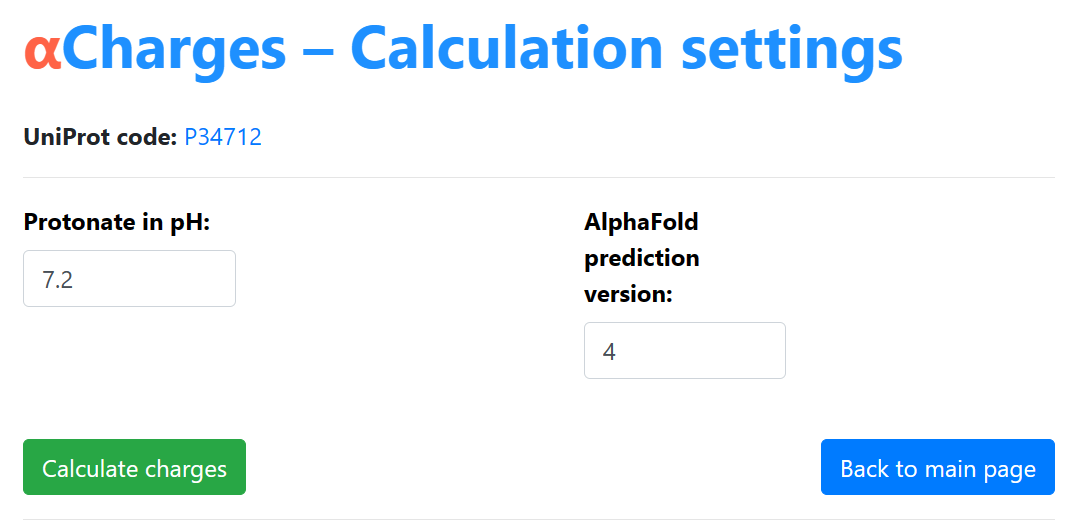 αCharges – Calculation settings
UniProt code: P34712
Protonate in pH:
7.2
AlphaFold
prediction
version:
4
Calculate charges
Back to main page